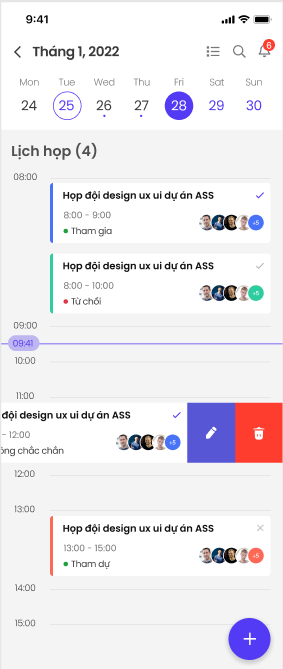 9:41
Tháng 1, 2022
6
Mon Tue Wed Thu Fri Sat Sun
24 25 26 27 28 29 30
Lịch họp (4)
08:00
Họp đội design ux ui dự án ASS
8:00 - 9:00
+5
Tham gia
Họp đội design ux ui dự án ASS
8:00 - 10:00
+5
Từ chối
09:00
09:41
10:00
11:00
đội design ux ui dự án ASS
- 12:00
+5
ông chắc chắn
12:00
13:00
Họp đội design ux ui dự án ASS
13:00 - 15:00
+5
Tham dự
14:00
15:00